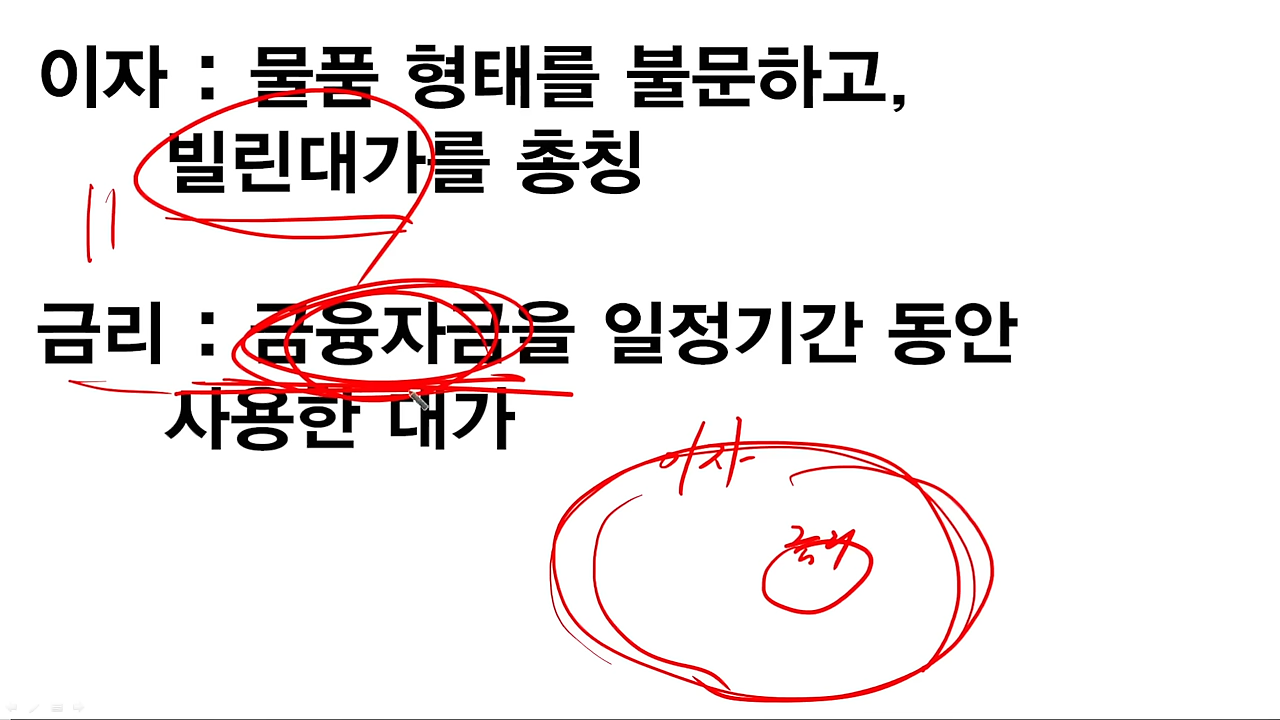 이자 : 물품 형태를 불문하고,
빌린대가를 총칭
금리 : 금융자금을 일정기간 동안
사용한 대가
이자
금리